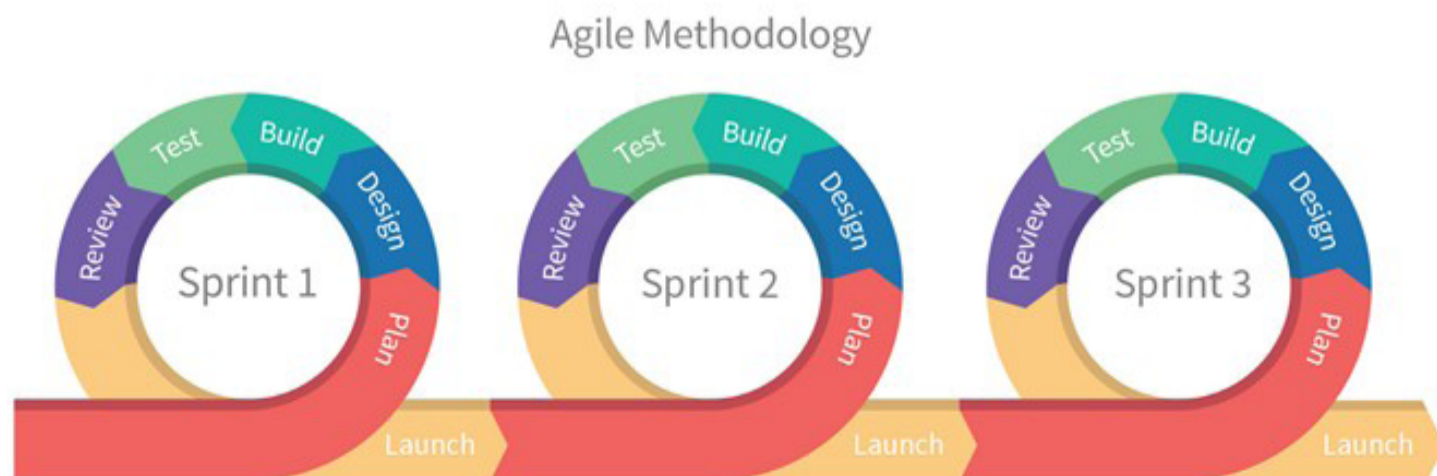 Agile Methodology
Plan
Design
Build
Test
Review
Sprint 1
Launch
Plan
Design
Build
Test
Review
Sprint 2
Launch
Plan
Design
Build
Test
Review
Sprint 3
Launch